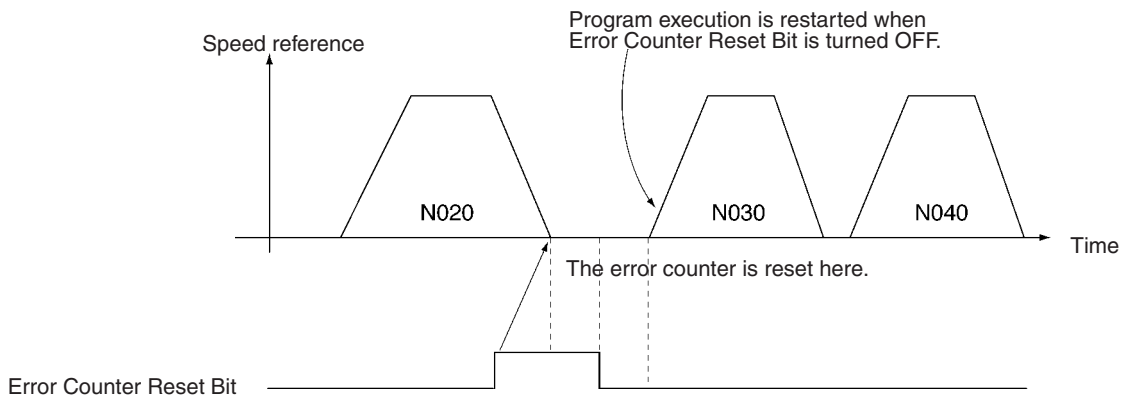 Program execution is restarted when
Error Counter Reset Bit is turned OFF.
Speed reference
N020
N030
N040
Time
The error counter is reset here.
Error Counter Reset Bit